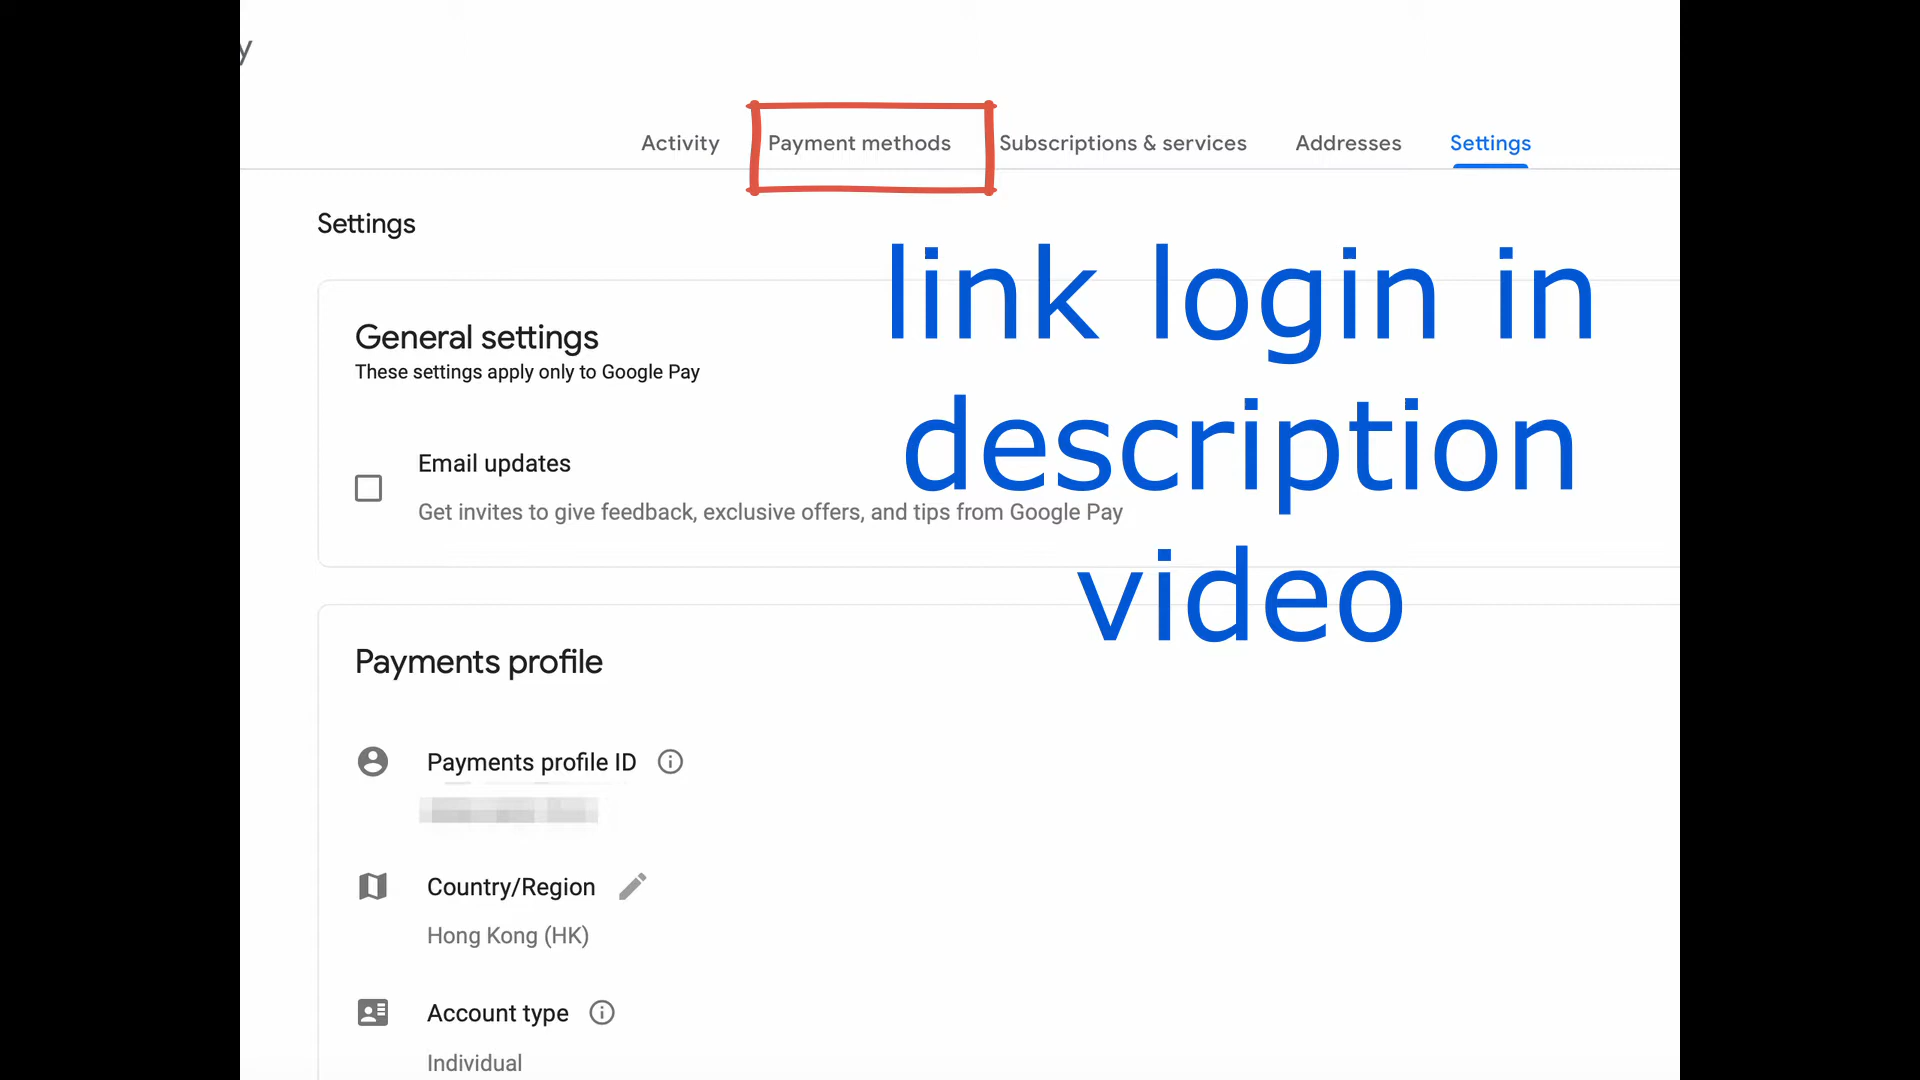 y
Activity Payment methods Subscriptions & services Addresses Settings
Settings
General settings
These settings apply only to Google Pay
Email updates
Get invites to give feedback, exclusive offers, and tips from Google Pay
link login in
description
video
Payments profile
Payments profile ID
Country/Region
Hong Kong (HK)
Account type
Individual